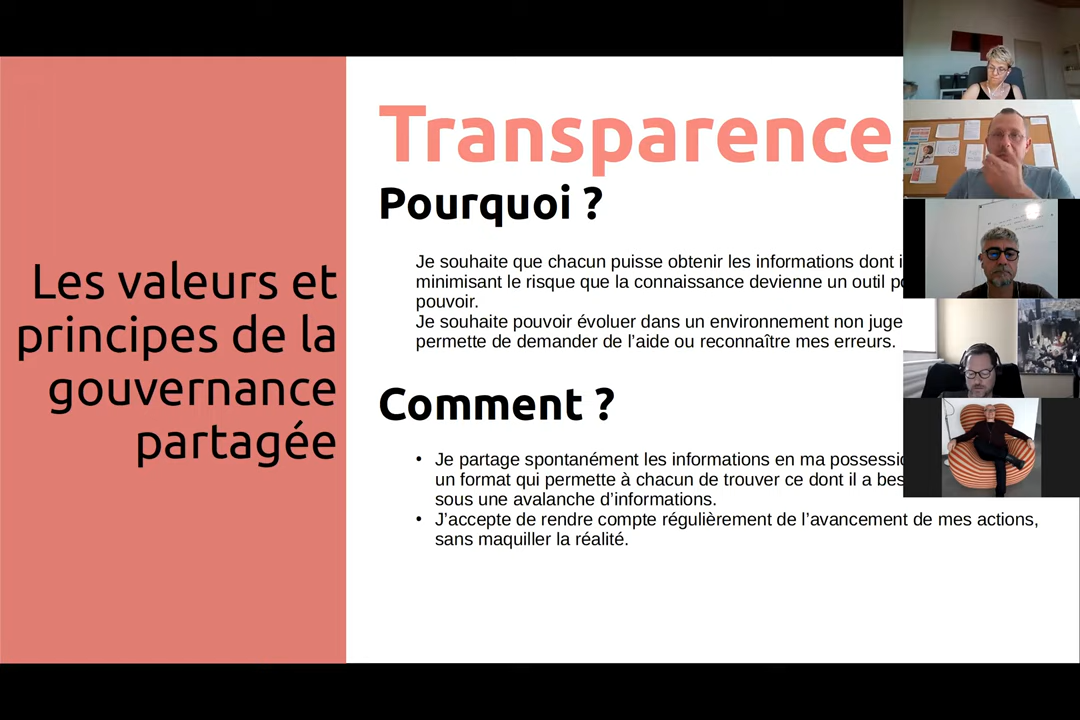 Les valeurs et
principes de la
gouvernance
partagée
Transparence
Pourquoi ?
Je souhaite que chacun puisse obtenir les informations dont
minimisant le risque que la connaissance devienne un outil
pouvoir.
Je souhaite pouvoir évoluer dans un environnement non juge
permette de demander de l’aide ou reconnaître mes erreurs.
Comment ?
• Je partage spontanément les informations en ma
un format qui permette à chacun de trouver ce dont il a
sous une avalanche d’informations.
• J’accepte de rendre compte régulièrement de l’avancement de mes actions,
sans maquiller la réalité.